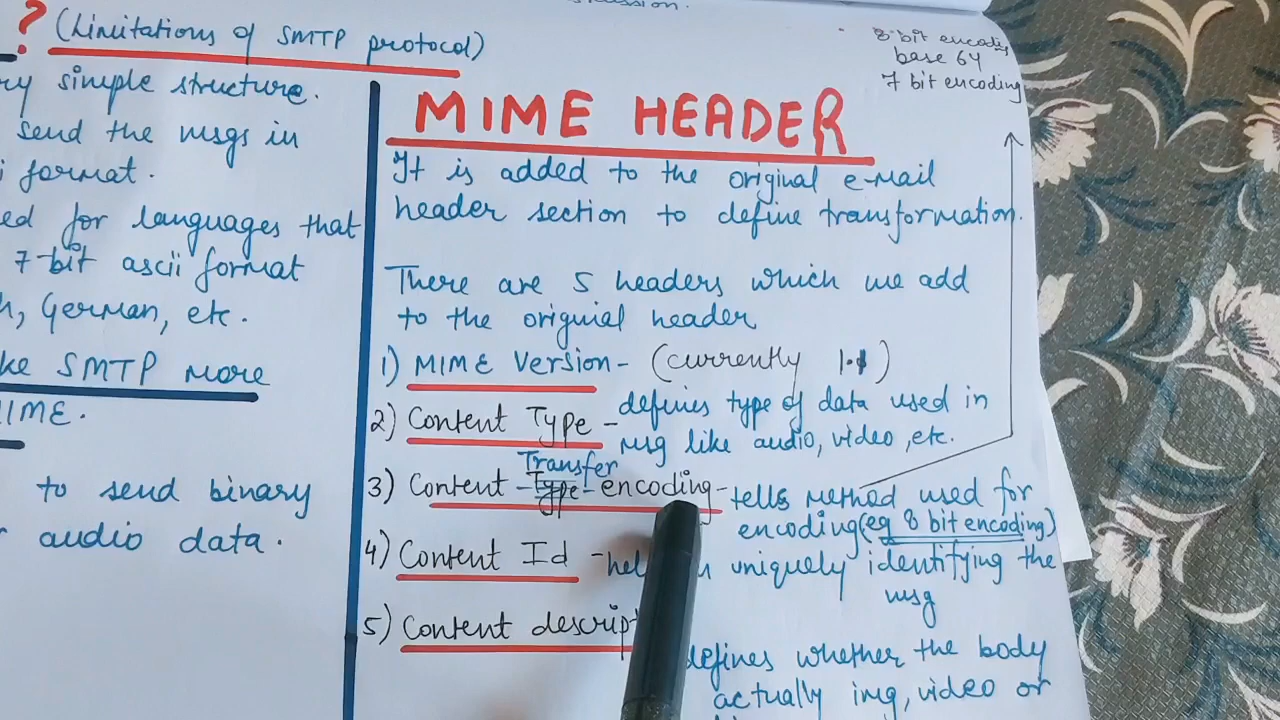 ? (Limitations of SMTP protocol)
ry simple structure.
send the msgs in
i format.
ed for languages that
7-bit ascii format
h, German, etc.
ke SMTP more
MIME.
to send binary
r audio data.
8-bit encoding
base 64
7 bit encoding
MIME HEADER
It is added to the original e-mail
header section to define transformation.
There are 5 headers which we add
to the original header
1) MIME Version - (currently 1.1)
2) Content Type - defines type of data used in
msg like audio, video, etc.
Transfer
3) Content - Type - encoding - tells method used for
encoding (eg 8 bit encoding)
4) Content Id - uniquely identifying the
msg
5) Content descript
defines whether the body
actually img, video or